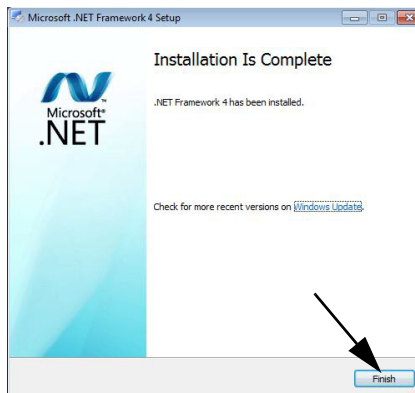 Microsoft .NET Framework 4 Setup
Installation Is Complete
Microsoft®
.NET
.NET Framework 4 has been installed.
Check for more recent versions on Windows Update.
Finish